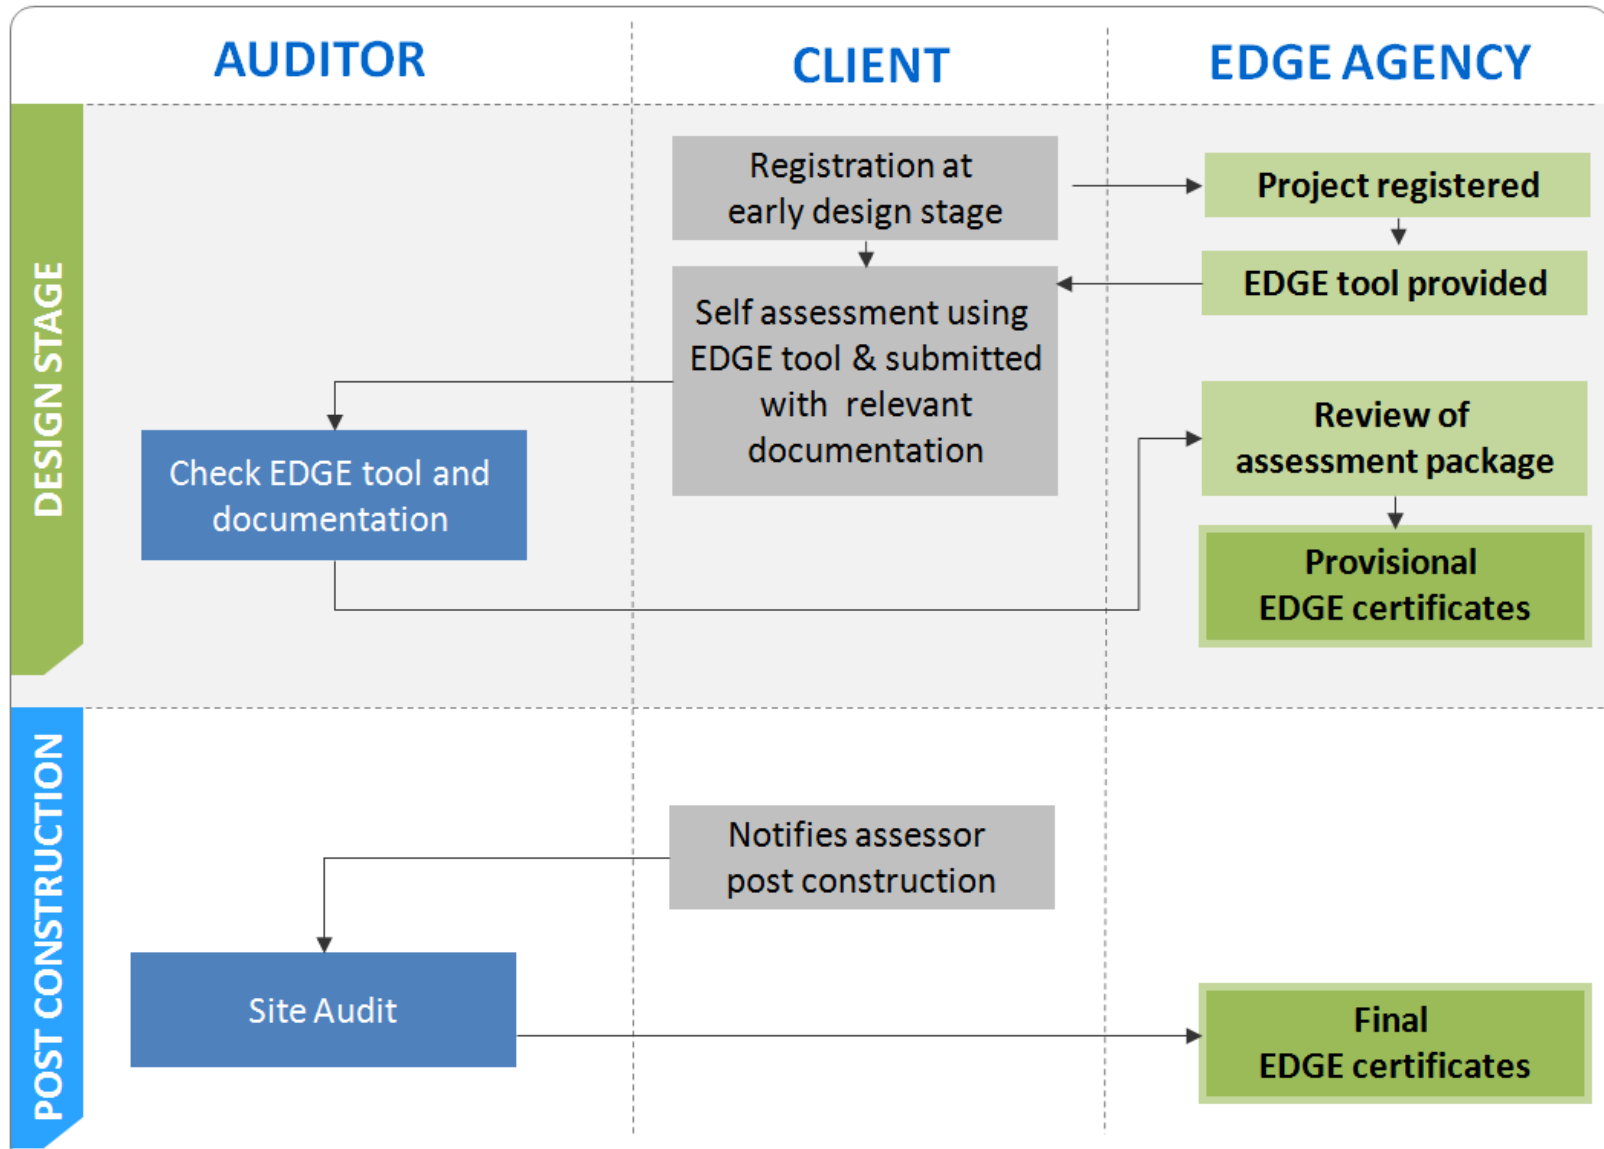 AUDITOR
CLIENT
EDGE AGENCY
DESIGN STAGE
Registration at
early design stage
Project registered
EDGE tool provided
Self assessment using
EDGE tool & submitted
with relevant
documentation
Check EDGE tool and
documentation
Review of
assessment package
Provisional
EDGE certificates
POST CONSTRUCTION
Notifies assessor
post construction
Site Audit
Final
EDGE certificates